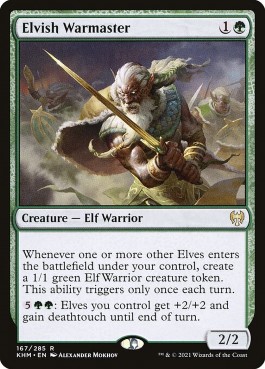 Elvish Warmaster 1
Creature — Elf Warrior
Whenever one or more other Elves enters
the battlefield under your control, create
a 1/1 green Elf Warrior creature token.
This ability triggers only once each turn.
5 : Elves you control get +2/+2 and
gain deathtouch until end of turn.
2/2
167/285 R
KHM • EN Alexander Mokhov
™ & © 2021 Wizards of the Coast